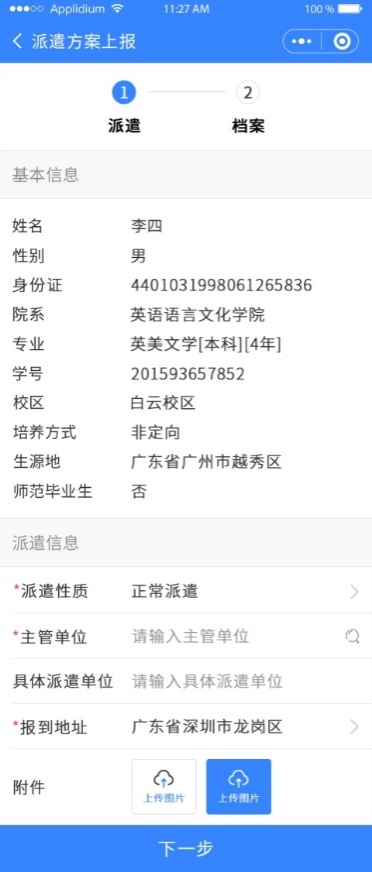 Applidium 11:27 AM 100 %
派遣方案上报
1 2
派遣 档案
基本信息
姓名 李四
性别 男
身份证 4401031998061265836
院系 英语语言文化学院
专业 英美文学[本科][4年]
学号 201593657852
校区 白云校区
培养方式 非定向
生源地 广东省广州市越秀区
师范毕业生 否
派遣信息
*派遣性质 正常派遣
*主管单位 请输入主管单位
具体派遣单位 请输入具体派遣单位
*报到地址 广东省深圳市龙岗区
附件 上传图片 上传图片
下一步